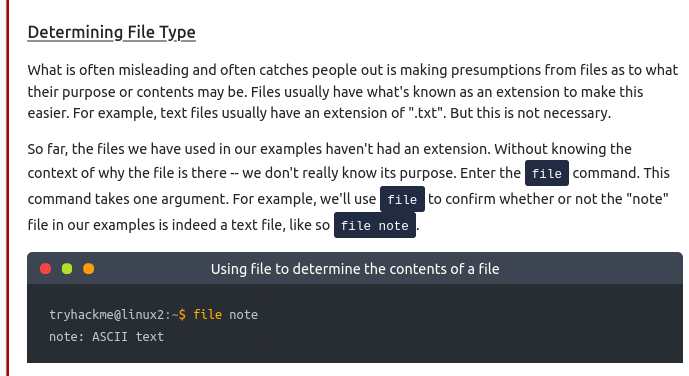 Determining File Type
What is often misleading and often catches people out is making presumptions from files as to what
their purpose or contents may be. Files usually have what's known as an extension to make this
easier. For example, text files usually have an extension of ".txt". But this is not necessary.
So far, the files we have used in our examples haven't had an extension. Without knowing the
context of why the file is there -- we don't really know its purpose. Enter the file command. This
command takes one argument. For example, we'll use file to confirm whether or not the "note"
file in our examples is indeed a text file, like so file note.
Using file to determine the contents of a file
tryhackme@linux2:~$ file note
note: ASCII text